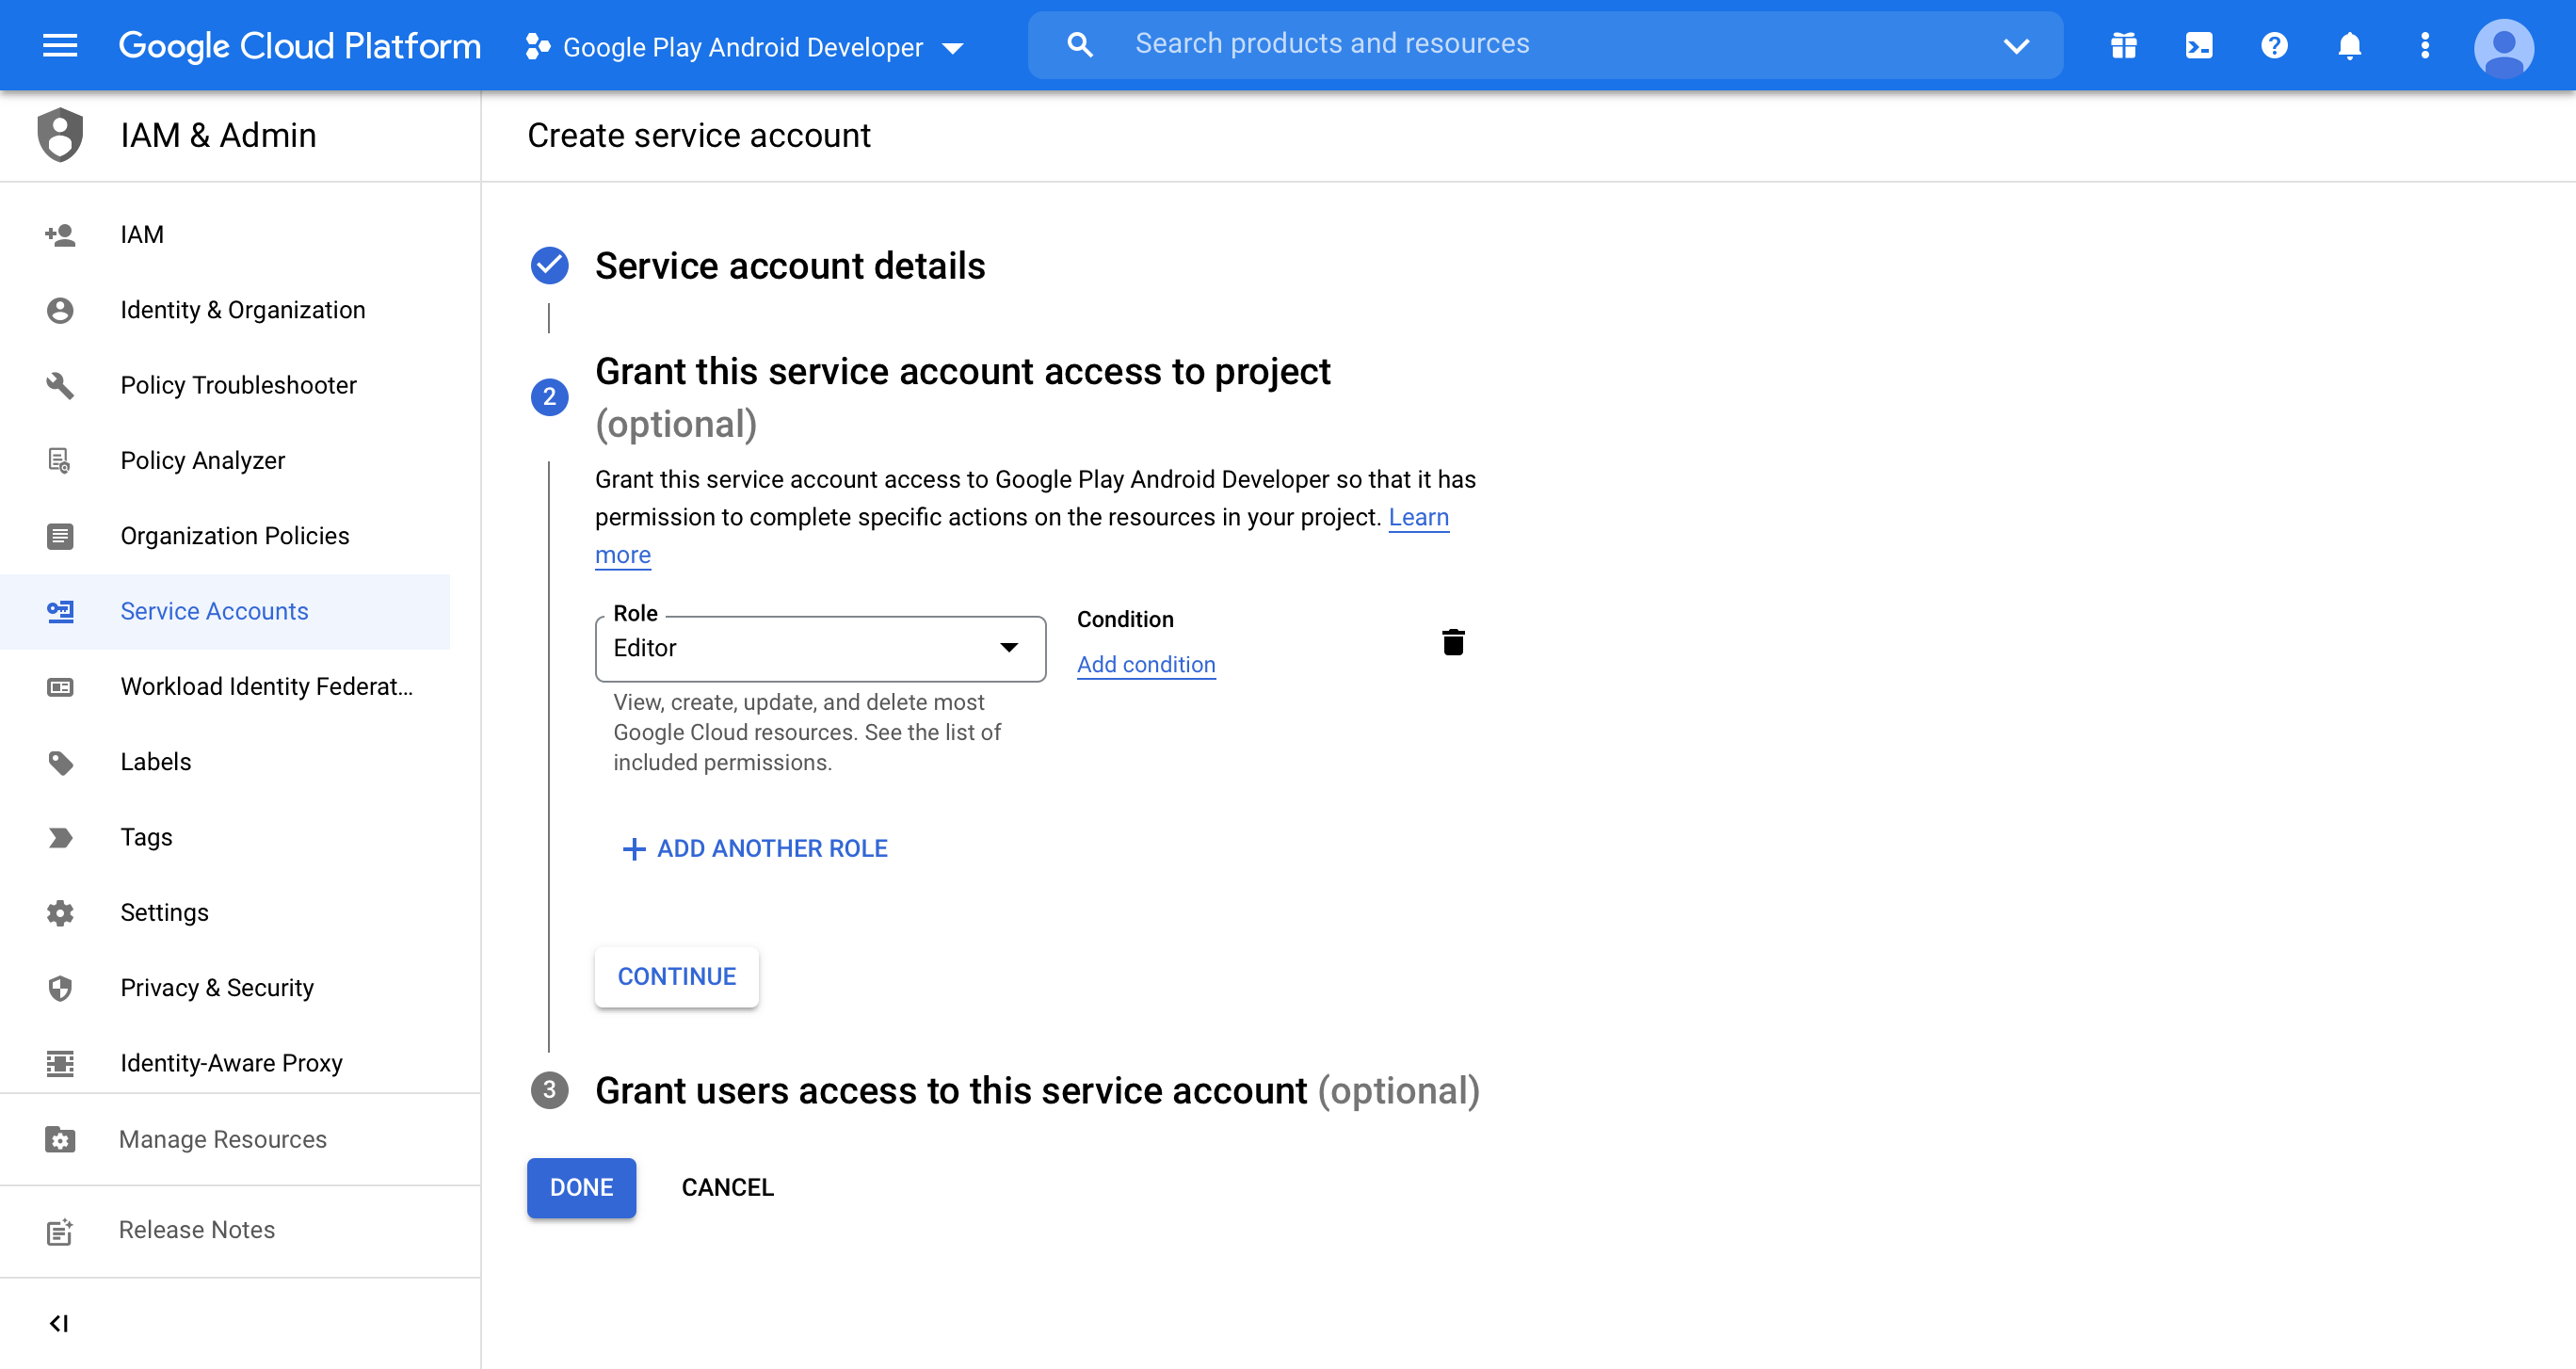 Google Cloud Platform
Google Play Android Developer
Search products and resources
IAM & Admin
Create service account
IAM
Identity & Organization
Policy Troubleshooter
Policy Analyzer
Organization Policies
Service Accounts
Workload Identity Federat...
Labels
Tags
Settings
Privacy & Security
Identity-Aware Proxy
Manage Resources
Release Notes
Service account details
2
Grant this service account access to project
(optional)
Grant this service account access to Google Play Android Developer so that it has
permission to complete specific actions on the resources in your project. Learn
more
Role
Editor
Condition
Add condition
View, create, update, and delete most
Google Cloud resources. See the list of
included permissions.
ADD ANOTHER ROLE
CONTINUE
3
Grant users access to this service account (optional)
DONE
CANCEL